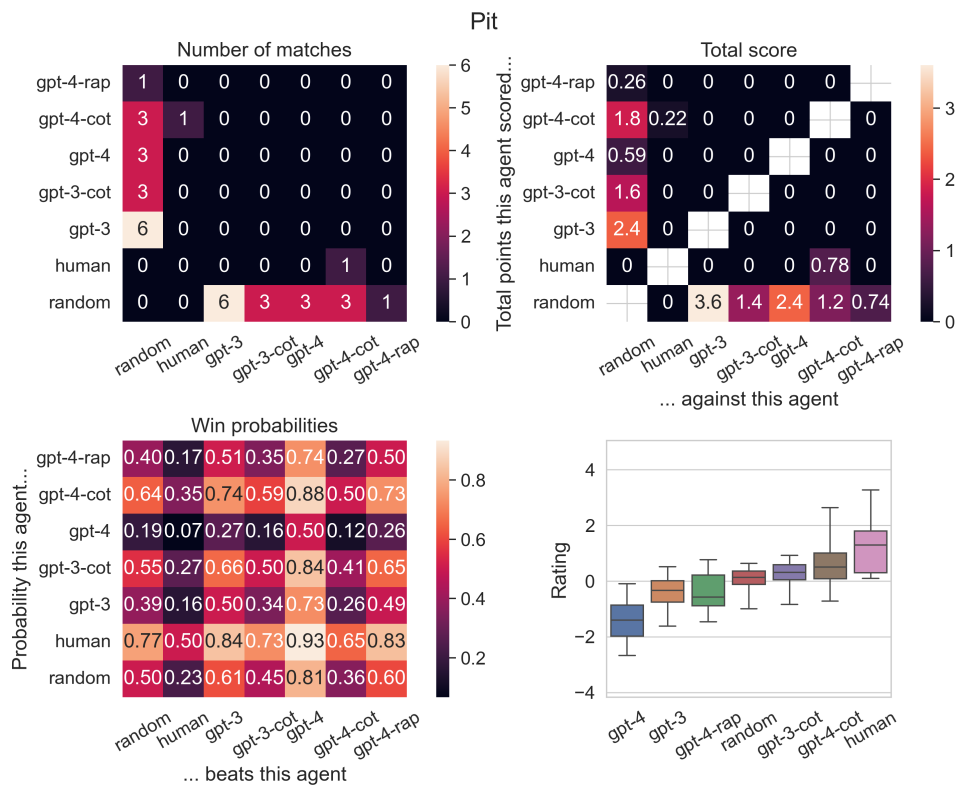 Pit
Number of matches
gpt-4-rap 1 0 0 0 0 0 0
gpt-4-cot 3 1 0 0 0 0 0
gpt-4 3 0 0 0 0 0 0
gpt-3-cot 3 0 0 0 0 0 0
gpt-3 6 0 0 0 0 0 0
human 0 0 0 0 0 1 0
random 0 0 6 3 3 3 1
random human gpt-3 gpt-3-cot gpt-4 gpt-4-cot gpt-4-rap
6
5
4
3
2
1
0
Total score
Total points this agent scored...
gpt-4-rap 0.26 0 0 0 0 0
gpt-4-cot 1.8 0.22 0 0 0 0
gpt-4 0.59 0 0 0 0 0
gpt-3-cot 1.6 0 0 0 0 0
gpt-3 2.4 0 0 0 0 0
human 0 0 0 0 0.78 0
random 0 3.6 1.4 2.4 1.2 0.74
random human gpt-3 gpt-3-cot gpt-4 gpt-4-cot gpt-4-rap
... against this agent
3
2
1
0
Win probabilities
Probability this agent...
gpt-4-rap 0.40 0.17 0.51 0.35 0.74 0.27 0.50
gpt-4-cot 0.64 0.35 0.74 0.59 0.88 0.50 0.73
gpt-4 0.19 0.07 0.27 0.16 0.50 0.12 0.26
gpt-3-cot 0.55 0.27 0.66 0.50 0.84 0.41 0.65
gpt-3 0.39 0.16 0.50 0.34 0.73 0.26 0.49
human 0.77 0.50 0.84 0.73 0.93 0.65 0.83
random 0.50 0.23 0.61 0.45 0.81 0.36 0.60
random human gpt-3 gpt-3-cot gpt-4 gpt-4-cot gpt-4-rap
... beats this agent
0.8
0.6
0.4
0.2
Rating
4
2
0
−2
−4
gpt-4 gpt-3 gpt-4-rap random gpt-3-cot gpt-4-cot human